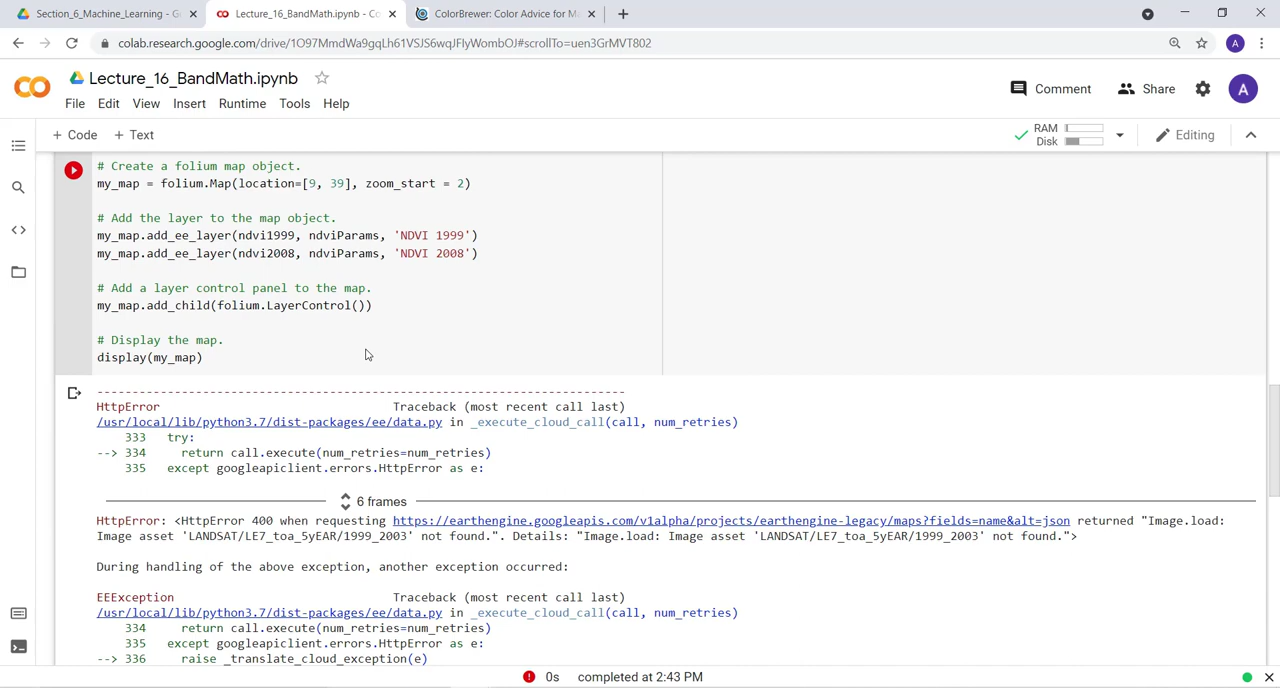 Section_6_Machine_Learning - G
Lecture_16_BandMath.ipynb - Co
ColorBrewer: Color Advice for M
colab.research.google.com/drive/1O97MmdWa9gqLh61VSJS6wqJFlyWombOJ#scrollTo=uen3GrMVT802
A
Lecture_16_BandMath.ipynb
Comment
Share
A
File Edit View Insert Runtime Tools Help
+ Code + Text
RAM
Disk
Editing
# Create a folium map object.
my_map = folium.Map(location=[9, 39], zoom_start = 2)
# Add the layer to the map object.
my_map.add_ee_layer(ndvi1999, ndviParams, 'NDVI 1999')
my_map.add_ee_layer(ndvi2008, ndviParams, 'NDVI 2008')
# Add a layer control panel to the map.
my_map.add_child(folium.LayerControl())
# Display the map.
display(my_map)
---------------------------------------------------------------------------
HttpError Traceback (most recent call last)
/usr/local/lib/python3.7/dist-packages/ee/data.py in _execute_cloud_call(call, num_retries)
333 try:
--> 334 return call.execute(num_retries=num_retries)
335 except googleapiclient.errors.HttpError as e:
6 frames
HttpError: <HttpError 400 when requesting https://earthengine.googleapis.com/v1alpha/projects/earthengine-legacy/maps?fields=name&alt=json returned "Image.load:
Image asset 'LANDSAT/LE7_toa_5yEAR/1999_2003' not found.". Details: "Image.load: Image asset 'LANDSAT/LE7_toa_5yEAR/1999_2003' not found.">
During handling of the above exception, another exception occurred:
EEException Traceback (most recent call last)
/usr/local/lib/python3.7/dist-packages/ee/data.py in _execute_cloud_call(call, num_retries)
334 return call.execute(num_retries=num_retries)
335 except googleapiclient.errors.HttpError as e:
--> 336 raise _translate_cloud_exception(e)
0s completed at 2:43 PM